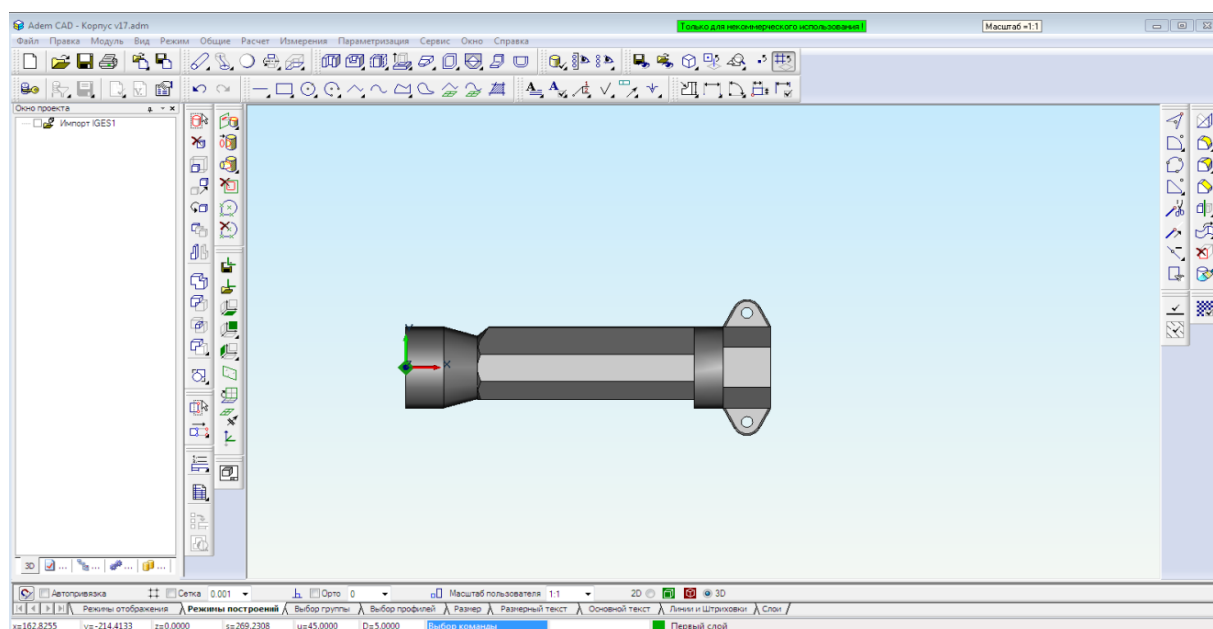 Adem CAD - Корпус v17.adm
Только для некоммерческого использования !
Масштаб =1:1
Файл Правка Модуль Вид Режим Общие Расчет Измерения Параметризация Сервис Окно Справка
Окно проекта
Импорт IGES1
X
3D
Автопривязка Сетка 0.001 Орто 0 Масштаб пользователя 1:1 2D 3D
Режимы отображения Режимы построений Выбор группы Выбор профилей Размер Размерный текст Основной текст Линии и Штриховки Слои
x=162.8255 y=-214.4133 z=0.0000 s=269.2308 u=45.0000 D=5.0000 Выбор команды Первый слой